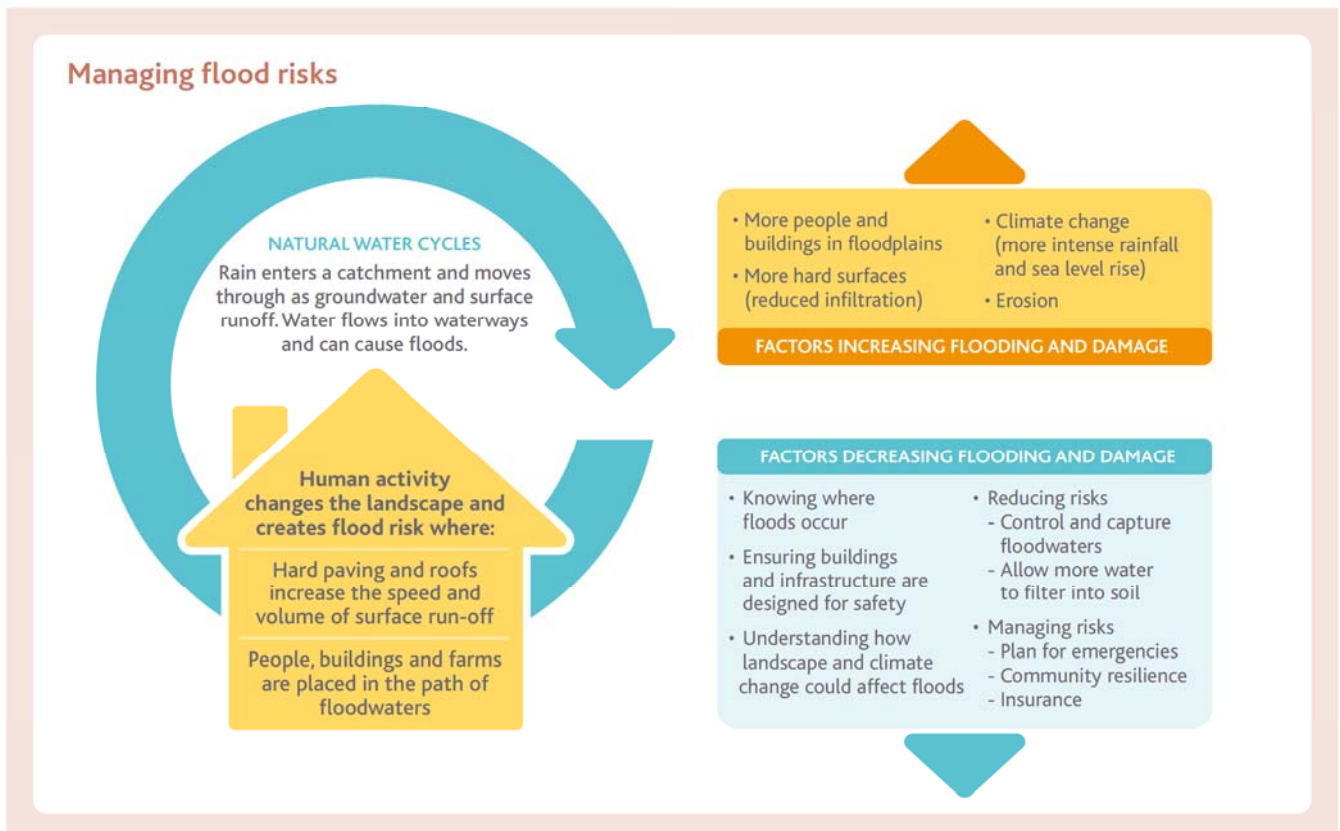 Managing flood risks
NATURAL WATER CYCLES
Rain enters a catchment and moves
through as groundwater and surface
runoff. Water flows into waterways
and can cause floods.
Human activity
changes the landscape and
creates flood risk where:
Hard paving and roofs
increase the speed and
volume of surface run-off
People, buildings and farms
are placed in the path of
floodwaters
• More people and
buildings in floodplains
• More hard surfaces
(reduced infiltration)
• Climate change
(more intense rainfall
and sea level rise)
• Erosion
FACTORS INCREASING FLOODING AND DAMAGE
FACTORS DECREASING FLOODING AND DAMAGE
• Knowing where
floods occur
• Ensuring buildings
and infrastructure are
designed for safety
• Understanding how
landscape and climate
change could affect floods
• Reducing risks
- Control and capture
floodwaters
- Allow more water
to filter into soil
• Managing risks
- Plan for emergencies
- Community resilience
- Insurance